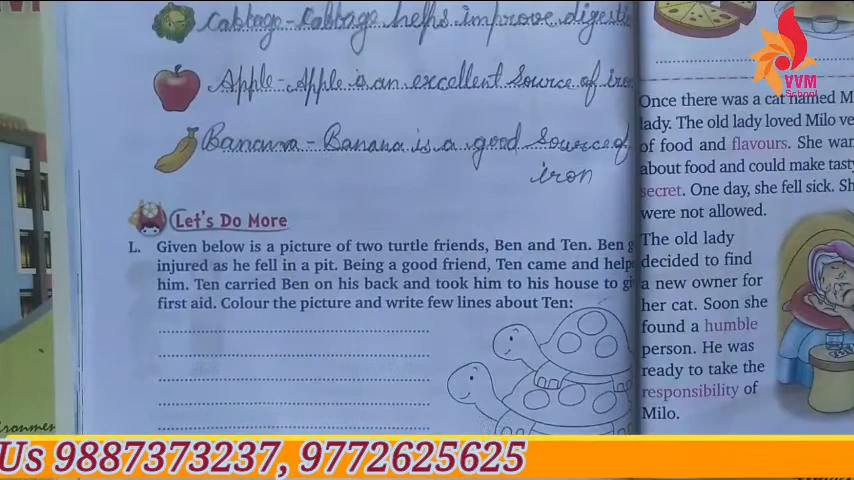 Cabbage - Cabbage helps improve digesti
Apple - Apple is an excellent source of iron
Banana - Banana is a good source of
iron
Let's Do More
L. Given below is a picture of two turtle friends, Ben and Ten. Ben g
injured as he fell in a pit. Being a good friend, Ten came and helpe
him. Ten carried Ben on his back and took him to his house to gi
first aid. Colour the picture and write few lines about Ten:
YVM
School
Once there was a cat named M
lady. The old lady loved Milo ve
of food and flavours. She wan
about food and could make tasty
secret. One day, she fell sick. Sh
were not allowed.
The old lady
decided to find
a new owner for
her cat. Soon she
found a humble
person. He was
ready to take the
responsibility of
Milo.
Us 9887373237, 9772625625